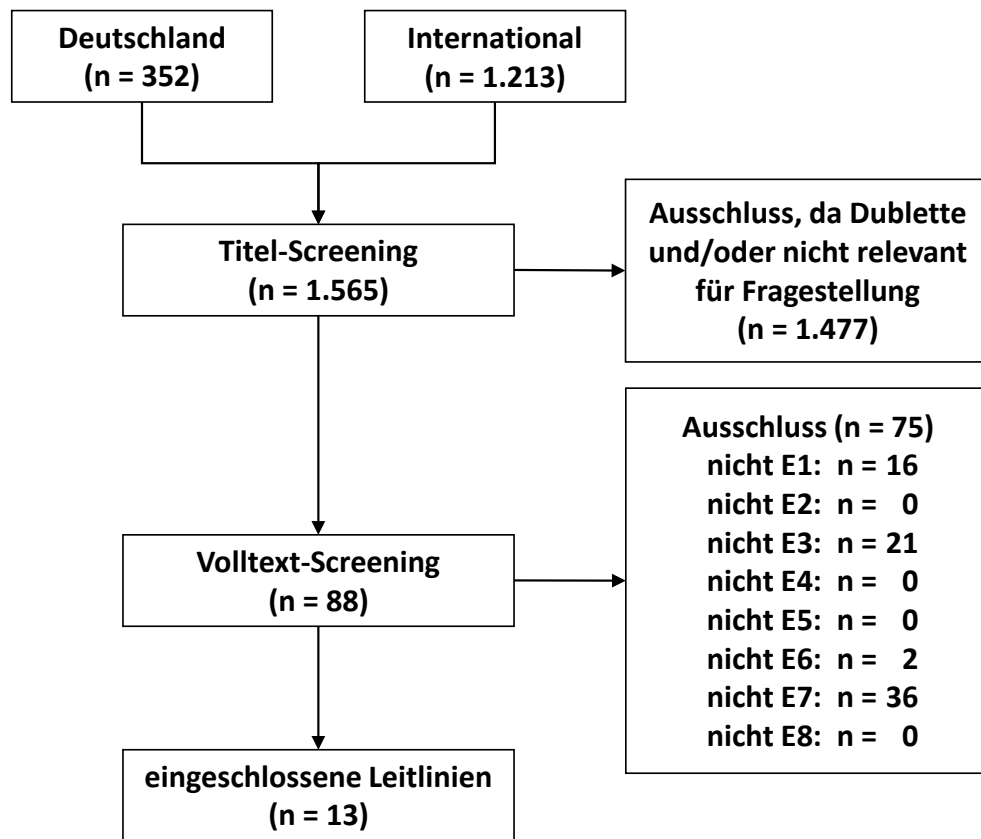 Deutschland
(n = 352)
International
(n = 1.213)
Titel-Screening
(n = 1.565)
Ausschluss, da Dublette
und/oder nicht relevant
für Fragestellung
(n = 1.477)
Volltext-Screening
(n = 88)
Ausschluss (n = 75)
nicht E1: n = 16
nicht E2: n = 0
nicht E3: n = 21
nicht E4: n = 0
nicht E5: n = 0
nicht E6: n = 2
nicht E7: n = 36
nicht E8: n = 0
eingeschlossene Leitlinien
(n = 13)